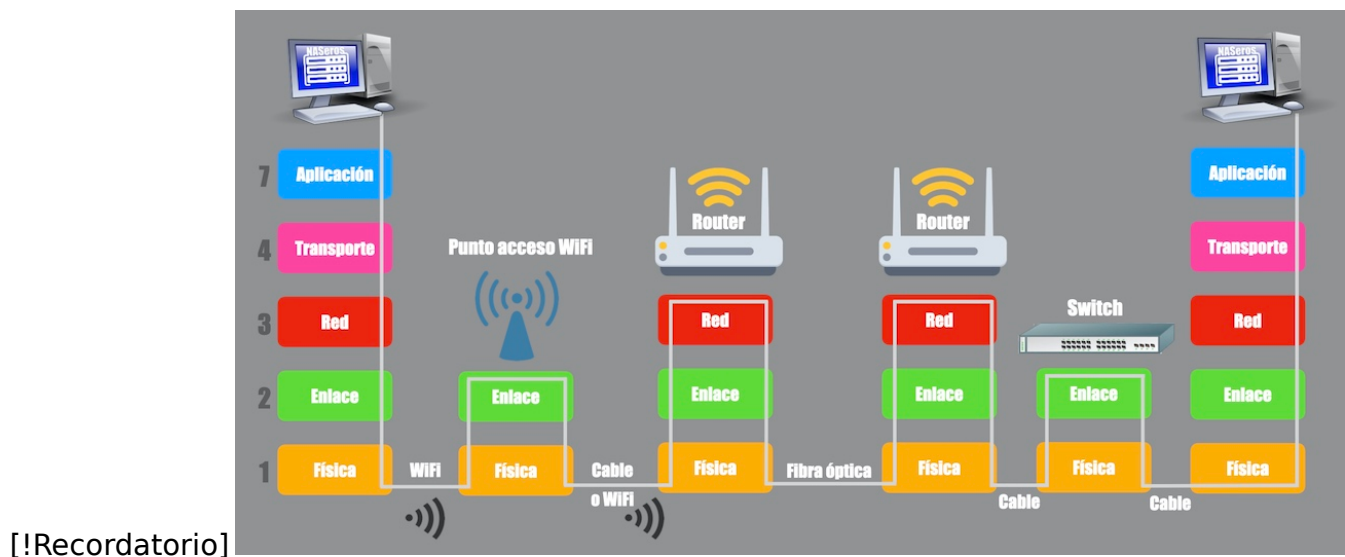 NASeros
NASeros
7 Aplicación
Aplicación
Router
Router
4 Transporte
Punto acceso WiFi
Transporte
3 Red
Red
Red
Switch
Red
2 Enlace
Enlace
Enlace
Enlace
Enlace
Enlace
1 Física
WiFi
Física
Cable
o WiFi
Física
Fibra óptica
Física
Cable
Física
Cable
Física
[!Recordatorio]